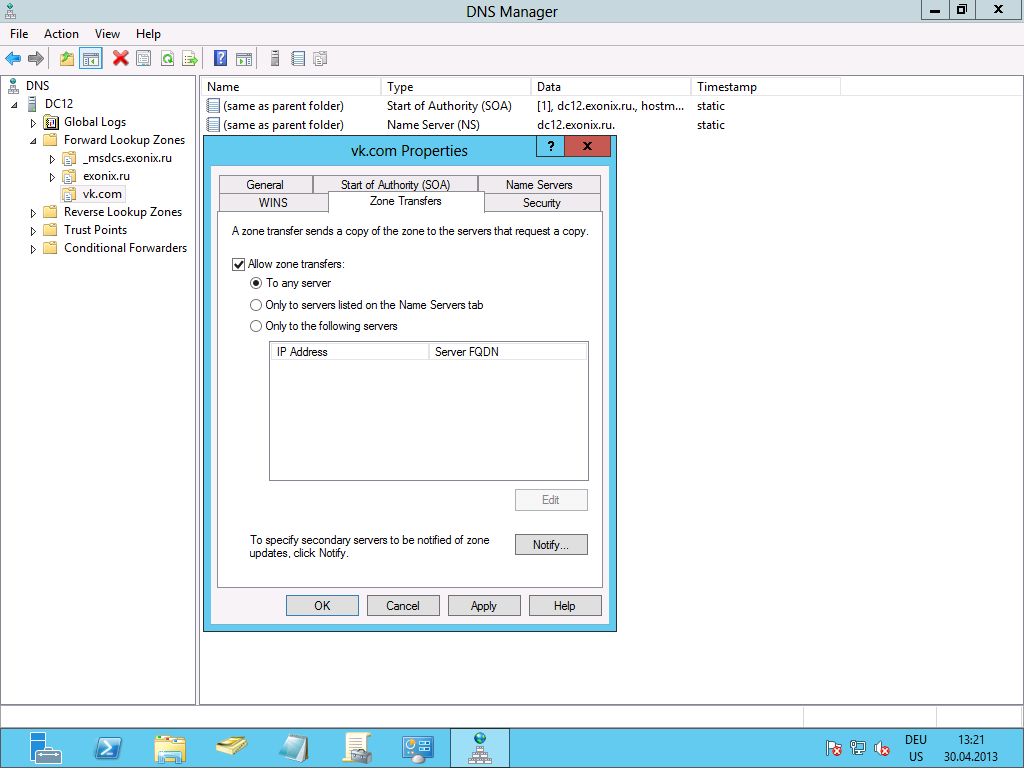 DNS Manager
File Action View Help
DNS
DC12
Global Logs
Forward Lookup Zones
_msdcs.exonix.ru
exonix.ru
vk.com
Reverse Lookup Zones
Trust Points
Conditional Forwarders
Name Type Data Timestamp
(same as parent folder) Start of Authority (SOA) [1], dc12.exonix.ru., hostm... static
(same as parent folder) Name Server (NS) dc12.exonix.ru. static
vk.com Properties
? X
General Start of Authority (SOA) Name Servers
WINS Zone Transfers Security
A zone transfer sends a copy of the zone to the servers that request a copy.
Allow zone transfers:
To any server
Only to servers listed on the Name Servers tab
Only to the following servers
IP Address Server FQDN
Edit
To specify secondary servers to be notified of zone
updates, click Notify.
Notify...
OK Cancel Apply Help
DEU 13:21
US 30.04.2013